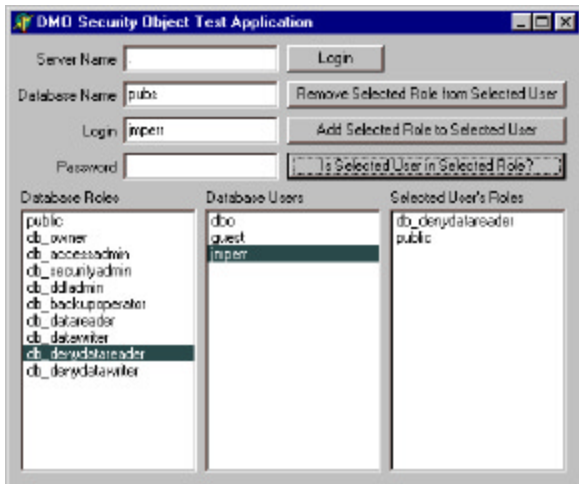 DMO Security Object Test Application
Server Name . Login
Database Name pubs Remove Selected Role from Selected User
Login jmperr Add Selected Role to Selected User
Password Is Selected User in Selected Role?
Database Roles Database Users Selected User's Roles
public dbo db_denydatareader
db_owner guest public
db_accessadmin jmperr
db_securityadmin
db_ddladmin
db_backupoperator
db_datareader
db_datawriter
db_denydatareader
db_denydatawriter